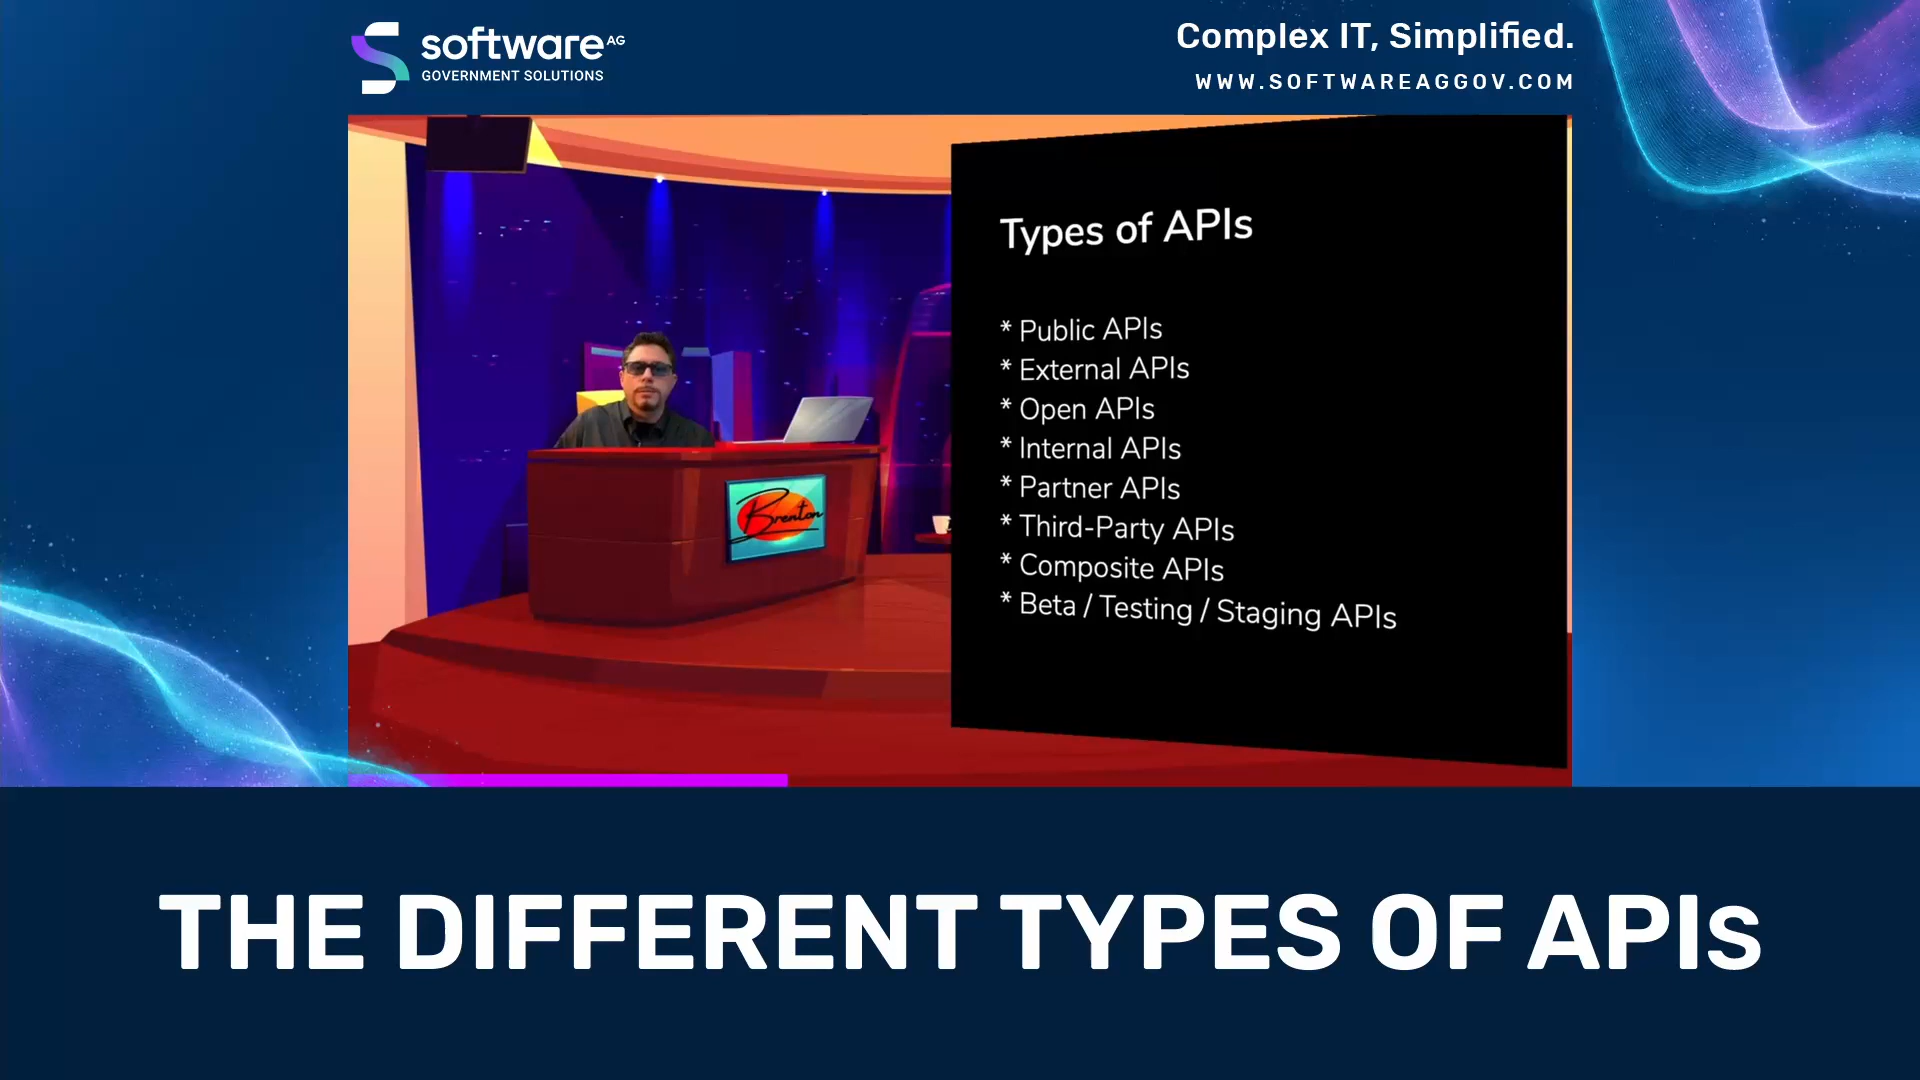 software AG
GOVERNMENT SOLUTIONS
Complex IT, Simplified.
WWW.SOFTWAREAGGOV.COM
Types of APIs
* Public APIs
* External APIs
* Open APIs
* Internal APIs
* Partner APIs
* Third-Party APIs
* Composite APIs
* Beta / Testing / Staging APIs
Brenton
THE DIFFERENT TYPES OF APIs